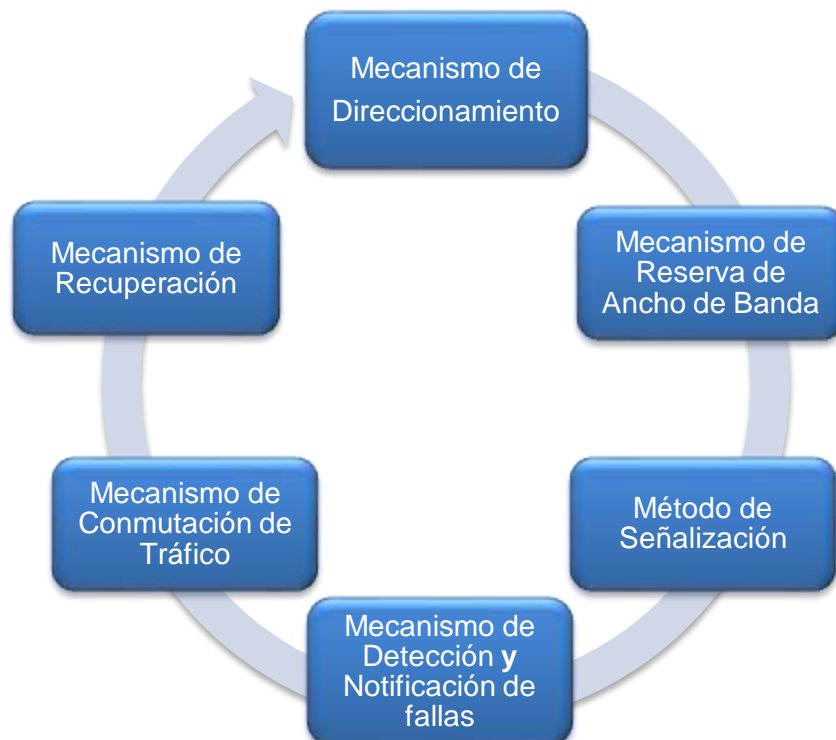 Mecanismo de
Direccionamiento
Mecanismo de
Reserva de
Ancho de Banda
Método de
Señalización
Mecanismo de
Detección y
Notificación de
fallas
Mecanismo de
Conmutación de
Tráfico
Mecanismo de
Recuperación